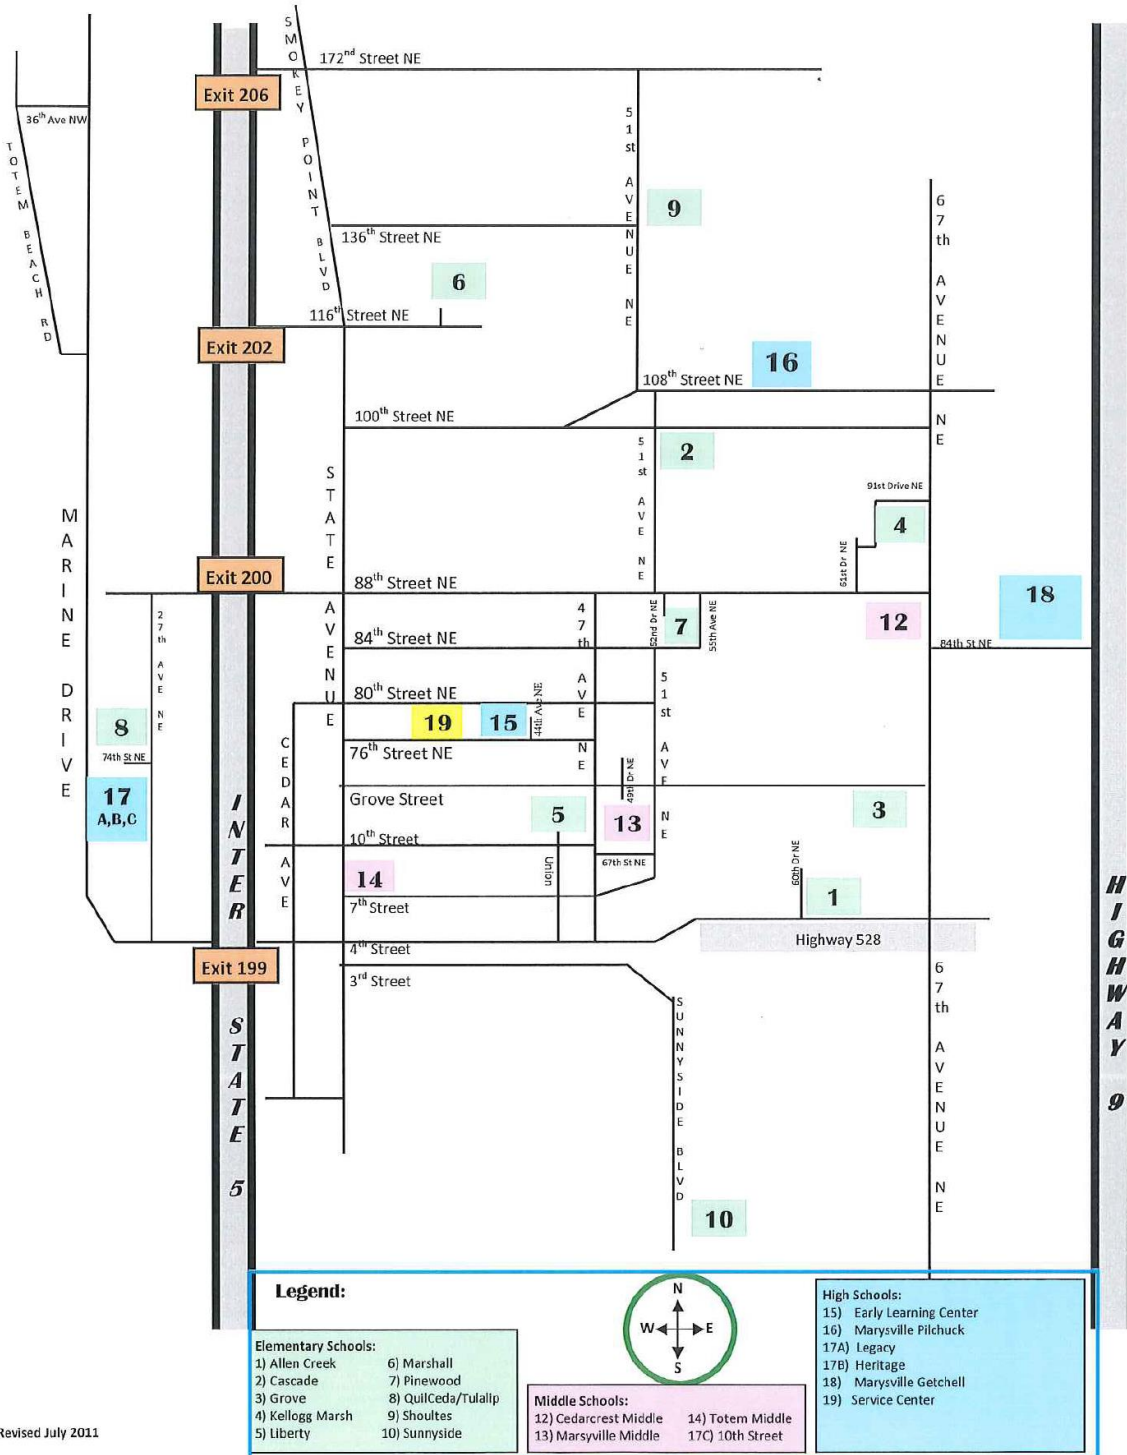 SMOKEY POINT BLVD
172nd Street NE
Exit 206
36th Ave NW
TOTEM BEACH RD
51st AVENUE NE
9
67th AVENUE NE
136th Street NE
6
116th Street NE
Exit 202
16
108th Street NE
100th Street NE
2
51st AVE NE
STATE AVENUE
91st Drive NE
4
61st Dr NE
MARINE DRIVE
Exit 200
88th Street NE
27th AVE NE
47th AVE NE
52nd Dr NE
7
55th Ave NE
12
18
84th Street NE
84th St NE
80th Street NE
51st AVE NE
44th Ave NE
19
15
8
74th St NE
76th Street NE
CEDAR AVE
49th Dr NE
17
A,B,C
Grove Street
5
13
3
10th Street
INTER STATE 5
Union
67th St NE
60th Dr NE
14
1
7th Street
HIGHWAY 9
Highway 528
4th Street
Exit 199
3rd Street
67th AVENUE NE
SUNNYSIDE BLVD
10
Legend:
N
W E
S
Elementary Schools:
1) Allen Creek 6) Marshall
2) Cascade 7) Pinewood
3) Grove 8) QuilCeda/Tulalip
4) Kellogg Marsh 9) Shoultes
5) Liberty 10) Sunnyside
Middle Schools:
12) Cedarcrest Middle 14) Totem Middle
13) Marsyville Middle 17C) 10th Street
High Schools:
15) Early Learning Center
16) Marysville Pilchuck
17A) Legacy
17B) Heritage
18) Marysville Getchell
19) Service Center
Revised July 2011